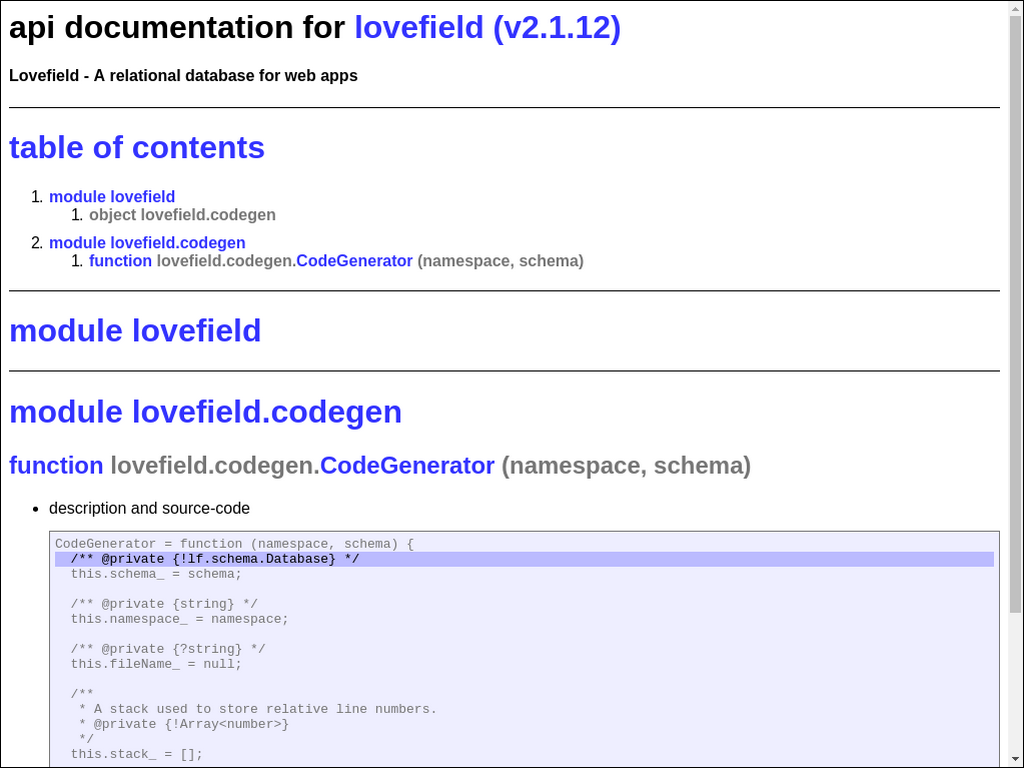 api documentation for lovefield (v2.1.12)
Lovefield - A relational database for web apps
table of contents
1. module lovefield
1. object lovefield.codegen
2. module lovefield.codegen
1. function lovefield.codegen.CodeGenerator (namespace, schema)
module lovefield
module lovefield.codegen
function lovefield.codegen.CodeGenerator (namespace, schema)
• description and source-code
CodeGenerator = function (namespace, schema) {
/** @private {!lf.schema.Database} */
this.schema_ = schema;
/** @private {string} */
this.namespace_ = namespace;
/** @private {?string} */
this.fileName_ = null;
/**
* A stack used to store relative line numbers.
* @private {!Array<number>}
*/
this.stack_ = [];